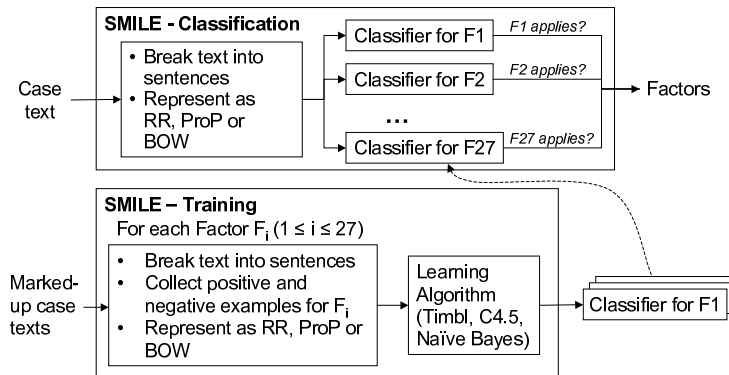 SMILE - Classification
• Break text into
sentences
• Represent as
RR, ProP or
BOW
Case
text
Classifier for F1
F1 applies?
Classifier for F2
F2 applies?
...
Classifier for F27
F27 applies?
Factors
SMILE – Training
For each Factor Fi (1 ≤ i ≤ 27)
• Break text into sentences
• Collect positive and
negative examples for Fi
• Represent as RR, ProP or
BOW
Marked-
up case
texts
Learning
Algorithm
(Timbl, C4.5,
Naïve Bayes)
Classifier for F1